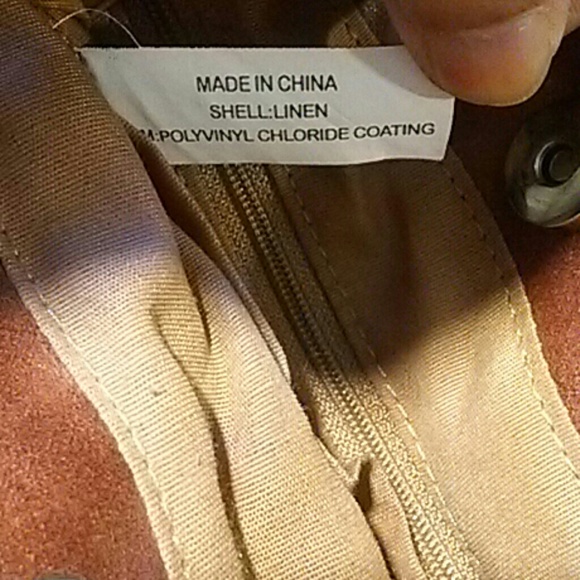 MADE IN CHINA
SHELL:LINEN
M:POLYVINYL CHLORIDE COATING